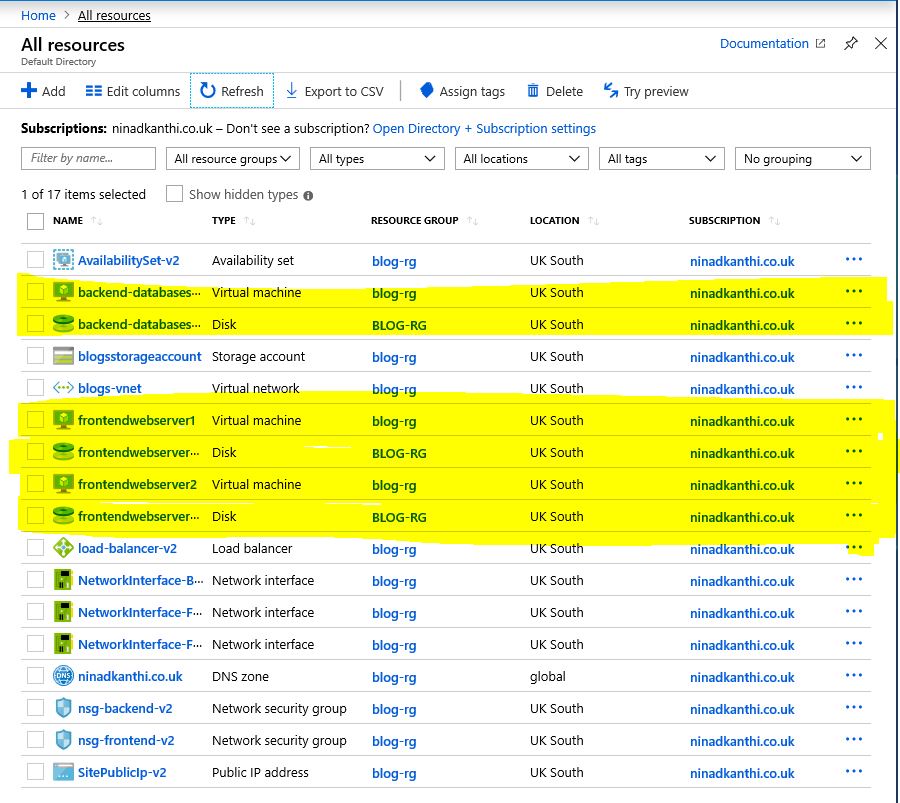 Home > All resources
All resources
Default Directory
Documentation
Add Edit columns Refresh Export to CSV Assign tags Delete Try preview
Subscriptions: ninadkanthi.co.uk – Don't see a subscription? Open Directory + Subscription settings
Filter by name... All resource groups All types All locations All tags No grouping
1 of 17 items selected Show hidden types
NAME TYPE RESOURCE GROUP LOCATION SUBSCRIPTION
AvailabilitySet-v2 Availability set blog-rg UK South ninadkanthi.co.uk ...
backend-databases... Virtual machine blog-rg UK South ninadkanthi.co.uk ...
backend-databases... Disk BLOG-RG UK South ninadkanthi.co.uk ...
blogsstorageaccount Storage account blog-rg UK South ninadkanthi.co.uk ...
blogs-vnet Virtual network blog-rg UK South ninadkanthi.co.uk ...
frontendwebserver1 Virtual machine blog-rg UK South ninadkanthi.co.uk ...
frontendwebserver... Disk BLOG-RG UK South ninadkanthi.co.uk ...
frontendwebserver2 Virtual machine blog-rg UK South ninadkanthi.co.uk ...
frontendwebserver... Disk BLOG-RG UK South ninadkanthi.co.uk ...
load-balancer-v2 Load balancer blog-rg UK South ninadkanthi.co.uk ...
NetworkInterface-B... Network interface blog-rg UK South ninadkanthi.co.uk ...
NetworkInterface-F... Network interface blog-rg UK South ninadkanthi.co.uk ...
NetworkInterface-F... Network interface blog-rg UK South ninadkanthi.co.uk ...
DNS ninadkanthi.co.uk DNS zone blog-rg global ninadkanthi.co.uk ...
nsg-backend-v2 Network security group blog-rg UK South ninadkanthi.co.uk ...
nsg-frontend-v2 Network security group blog-rg UK South ninadkanthi.co.uk ...
SitePublicIp-v2 Public IP address blog-rg UK South ninadkanthi.co.uk ...